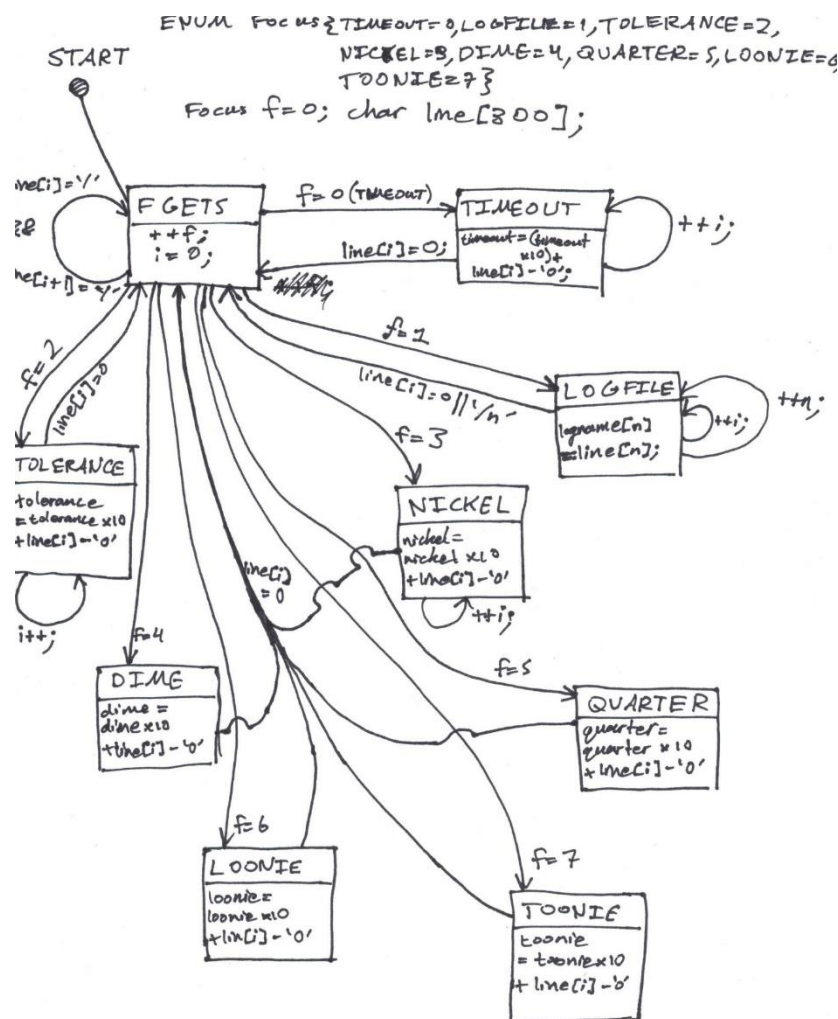 ENUM Focus{TIMEOUT=0,LOGFILE=1,TOLERANCE=2,
NICKEL=3,DIME=4,QUARTER=5,LOONIE=6,
TOONIE=7}
START
Focus f=0; char line[300];
line[i]='/'
&&
line[i+1]='/'
FGETS
++f;
i=0;
f=0(TIMEOUT)
line[i]=0;
TIMEOUT
timeout=(timeout
x10)+
line[i]-'0';
++i;
f=2
line[i]=0
f=1
line[i]=0||'/n'
LOGFILE
logname[n]
=line[n];
++i;
++n;
f=3
TOLERANCE
tolerance
=tolerance x10
+line[i]-'0'
i++;
NICKEL
nickel=
nickel x10
+line[i]-'0'
++i;
line[i]
=0
f=4
DIME
dime=
dime x10
+line[i]-'0'
f=5
QUARTER
quarter=
quarter x10
+line[i]-'0'
f=6
LOONIE
loonie=
loonie x10
+lin[i]-'0'
f=7
TOONIE
toonie
=toonie x10
+line[i]-'0'